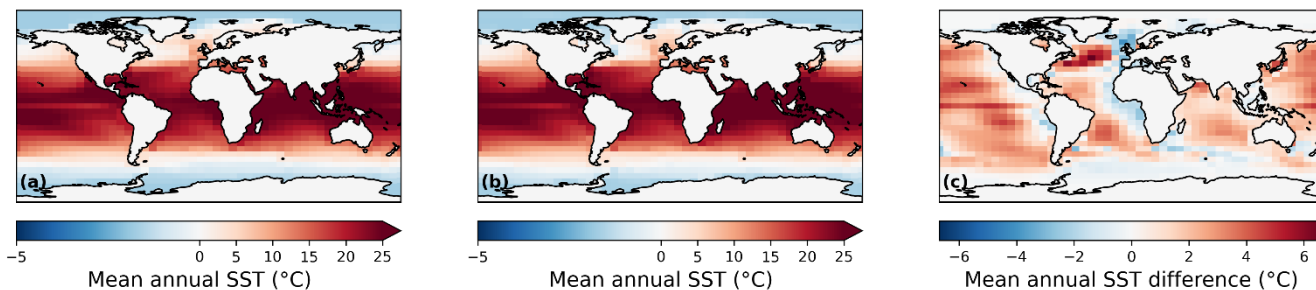 (a)
−5 0 5 10 15 20 25
Mean annual SST (°C)
(b)
−5 0 5 10 15 20 25
Mean annual SST (°C)
(c)
−6 −4 −2 0 2 4 6
Mean annual SST difference (°C)